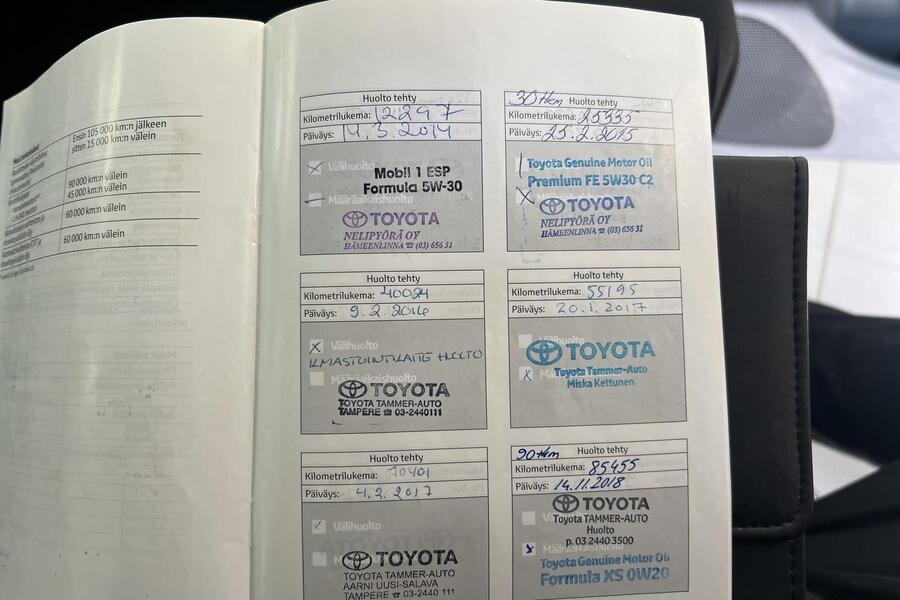 Ensin 105 000 km:n jälkeen
sitten 15 000 km:n välein
90 000 km:n välein
45 000 km:n välein
60 000 km:n välein
60 000 km:n välein
Huolto tehty
Kilometrilukema: 12297
Päiväys: 14.3.2014
Välihuolto
Mobil 1 ESP
Formula 5W-30
Määräaikaishuolto
TOYOTA
NELIPYÖRÄ OY
HÄMEENLINNA ☎ (03) 656 31
30 tkm Huolto tehty
Kilometrilukema: 25335
Päiväys: 25.2.2015
Toyota Genuine Motor Oil
Premium FE 5W30 C2
TOYOTA
NELIPYÖRÄ OY
HÄMEENLINNA ☎ (03) 656 31
Huolto tehty
Kilometrilukema: 40024
Päiväys: 9.2.2016
Välihuolto
ILMASTOINTILAITE HUOLTO
Määräaikaishuolto
TOYOTA
TOYOTA TAMMER-AUTO
TAMPERE ☎ 03-2440111
Huolto tehty
Kilometrilukema: 55195
Päiväys: 20.1.2017
TOYOTA
Toyota Tammer-Auto
Miska Kettunen
Huolto tehty
Kilometrilukema: 70401
Päiväys: 4.2.2017
Välihuolto
TOYOTA
TOYOTA TAMMER-AUTO
AARNI UUSI-SALAVA
TAMPERE ☎ 03-2440 111
90 tkm Huolto tehty
Kilometrilukema: 85455
Päiväys: 14.11.2018
TOYOTA
Toyota TAMMER-AUTO
Huolto
p. 03 2440 3500
Määräaikaishuolto
Toyota Genuine Motor Oil
Formula XS 0W20